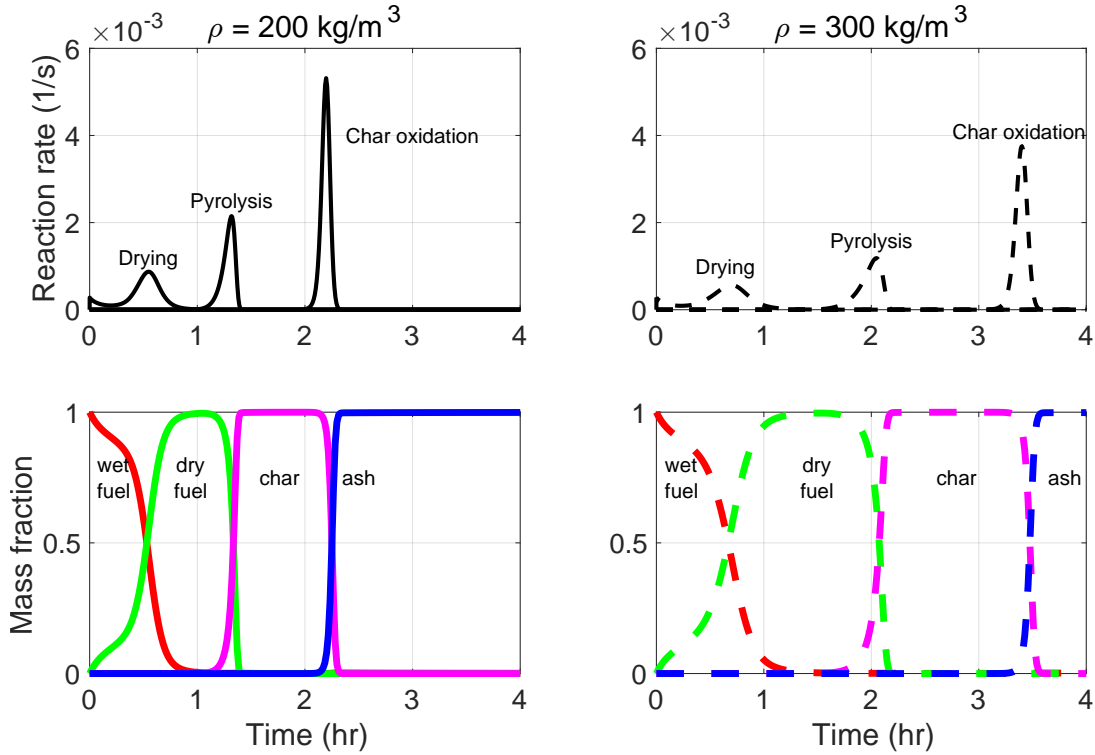 ×10⁻³
ρ = 200 kg/m³
6
4
2
0
Reaction rate (1/s)
Drying
Pyrolysis
Char oxidation
0 1 2 3 4
×10⁻³
ρ = 300 kg/m³
6
4
2
0
Drying
Pyrolysis
Char oxidation
0 1 2 3 4
1
0.5
0
Mass fraction
wet
fuel
dry
fuel
char
ash
0 1 2 3 4
Time (hr)
1
0.5
0
wet
fuel
dry
fuel
char
ash
0 1 2 3 4
Time (hr)